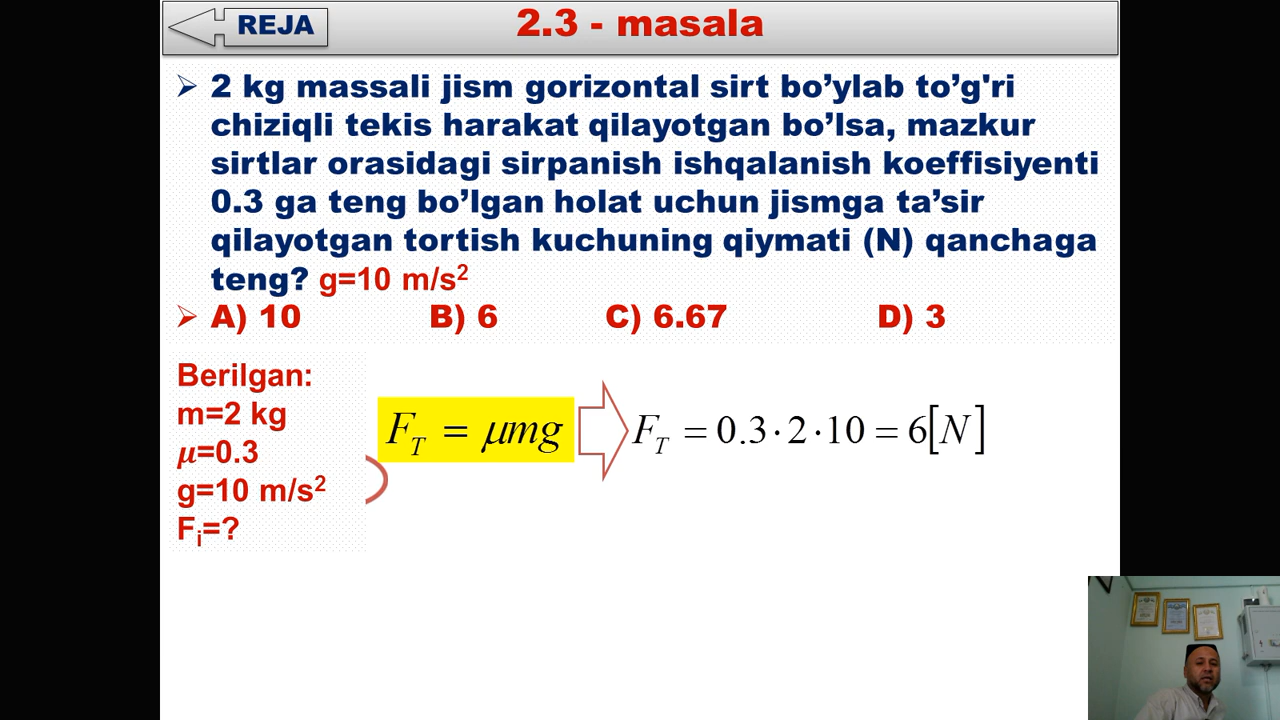 REJA
2.3 - masala
➢ 2 kg massali jism gorizontal sirt bo’ylab to’g'ri
chiziqli tekis harakat qilayotgan bo’lsa, mazkur
sirtlar orasidagi sirpanish ishqalanish koeffisiyenti
0.3 ga teng bo’lgan holat uchun jismga ta’sir
qilayotgan tortish kuchuning qiymati (N) qanchaga
teng? g=10 m/s²
➢ A) 10 B) 6 C) 6.67 D) 3
Berilgan:
m=2 kg
μ=0.3
g=10 m/s²
Fᵢ=?
F_T = μmg
F_T = 0.3·2·10 = 6[N]